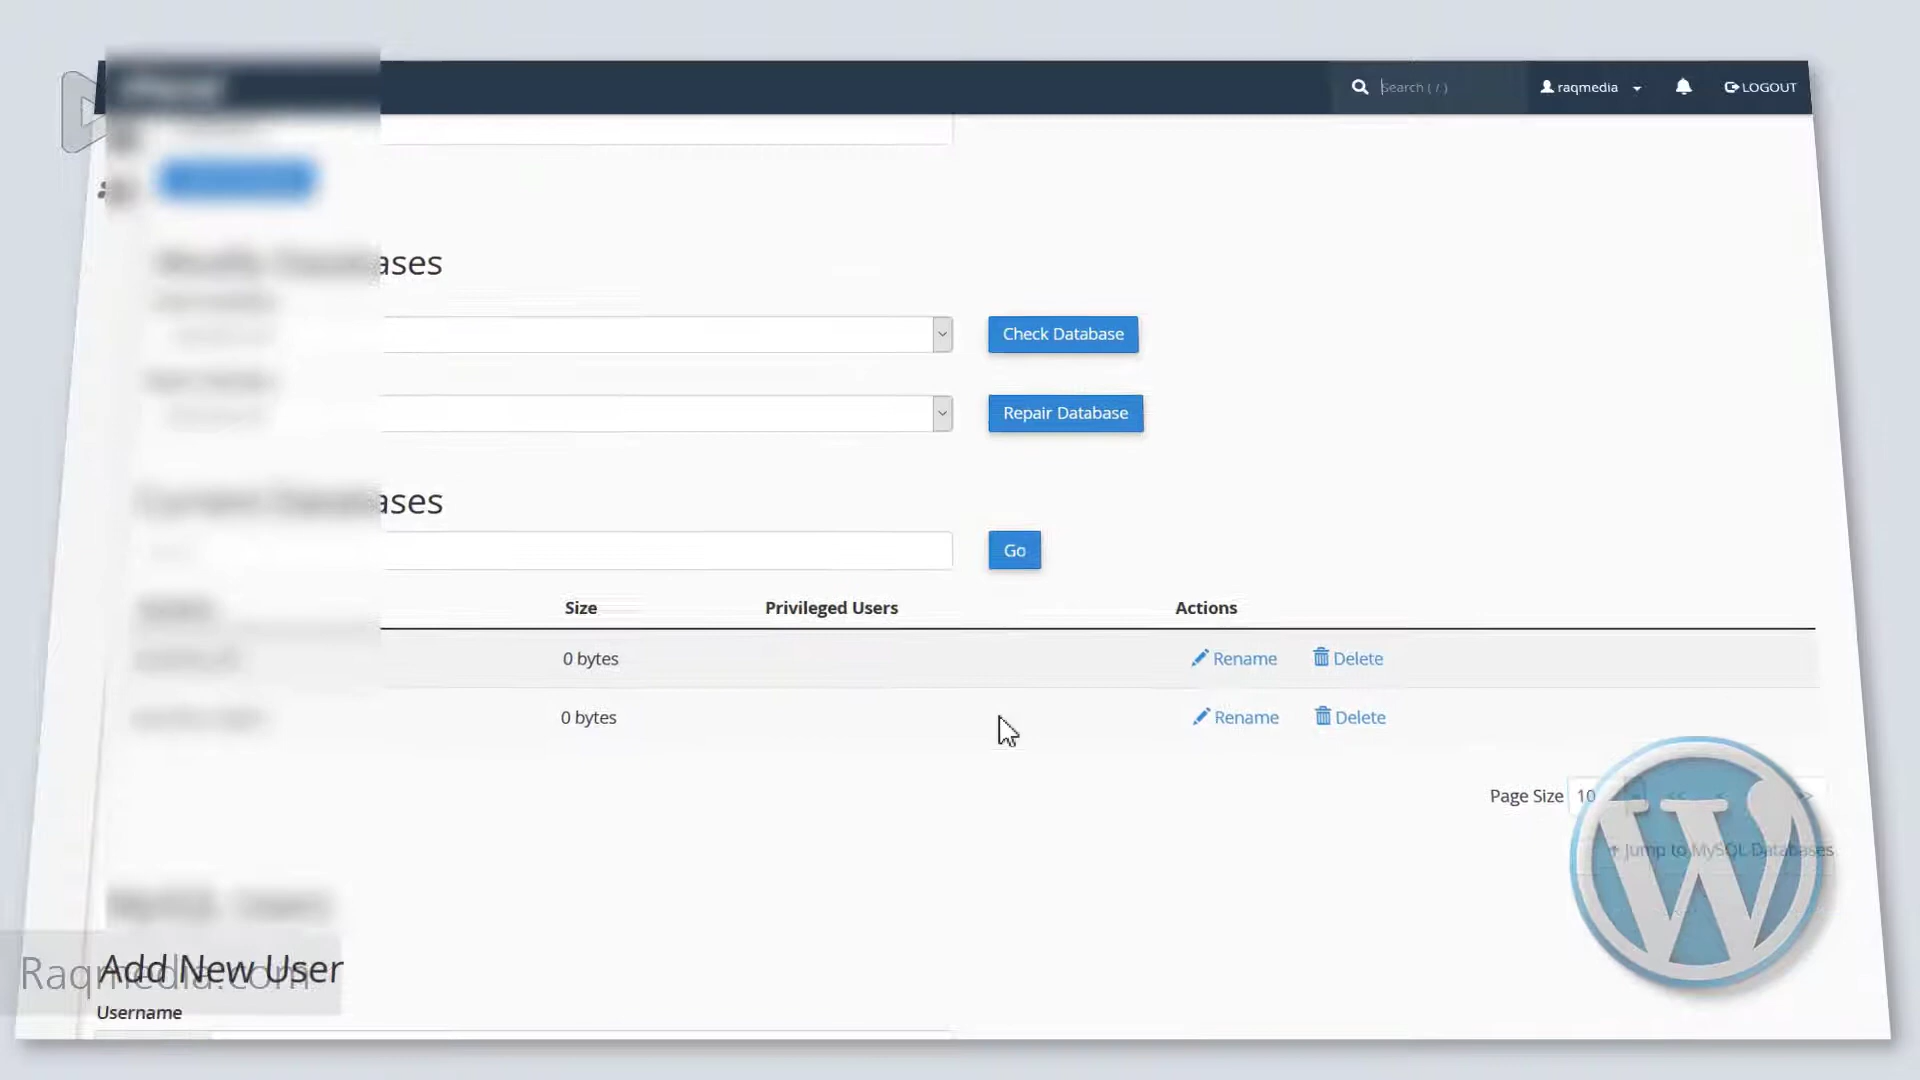 Search ( / )
raqmedia
LOGOUT
ases
Check Database
Repair Database
ases
Go
Size Privileged Users Actions
0 bytes Rename Delete
0 bytes Rename Delete
Page Size 10
Jump to MySQL Databases
Add New User
Raqmedia.com
Username